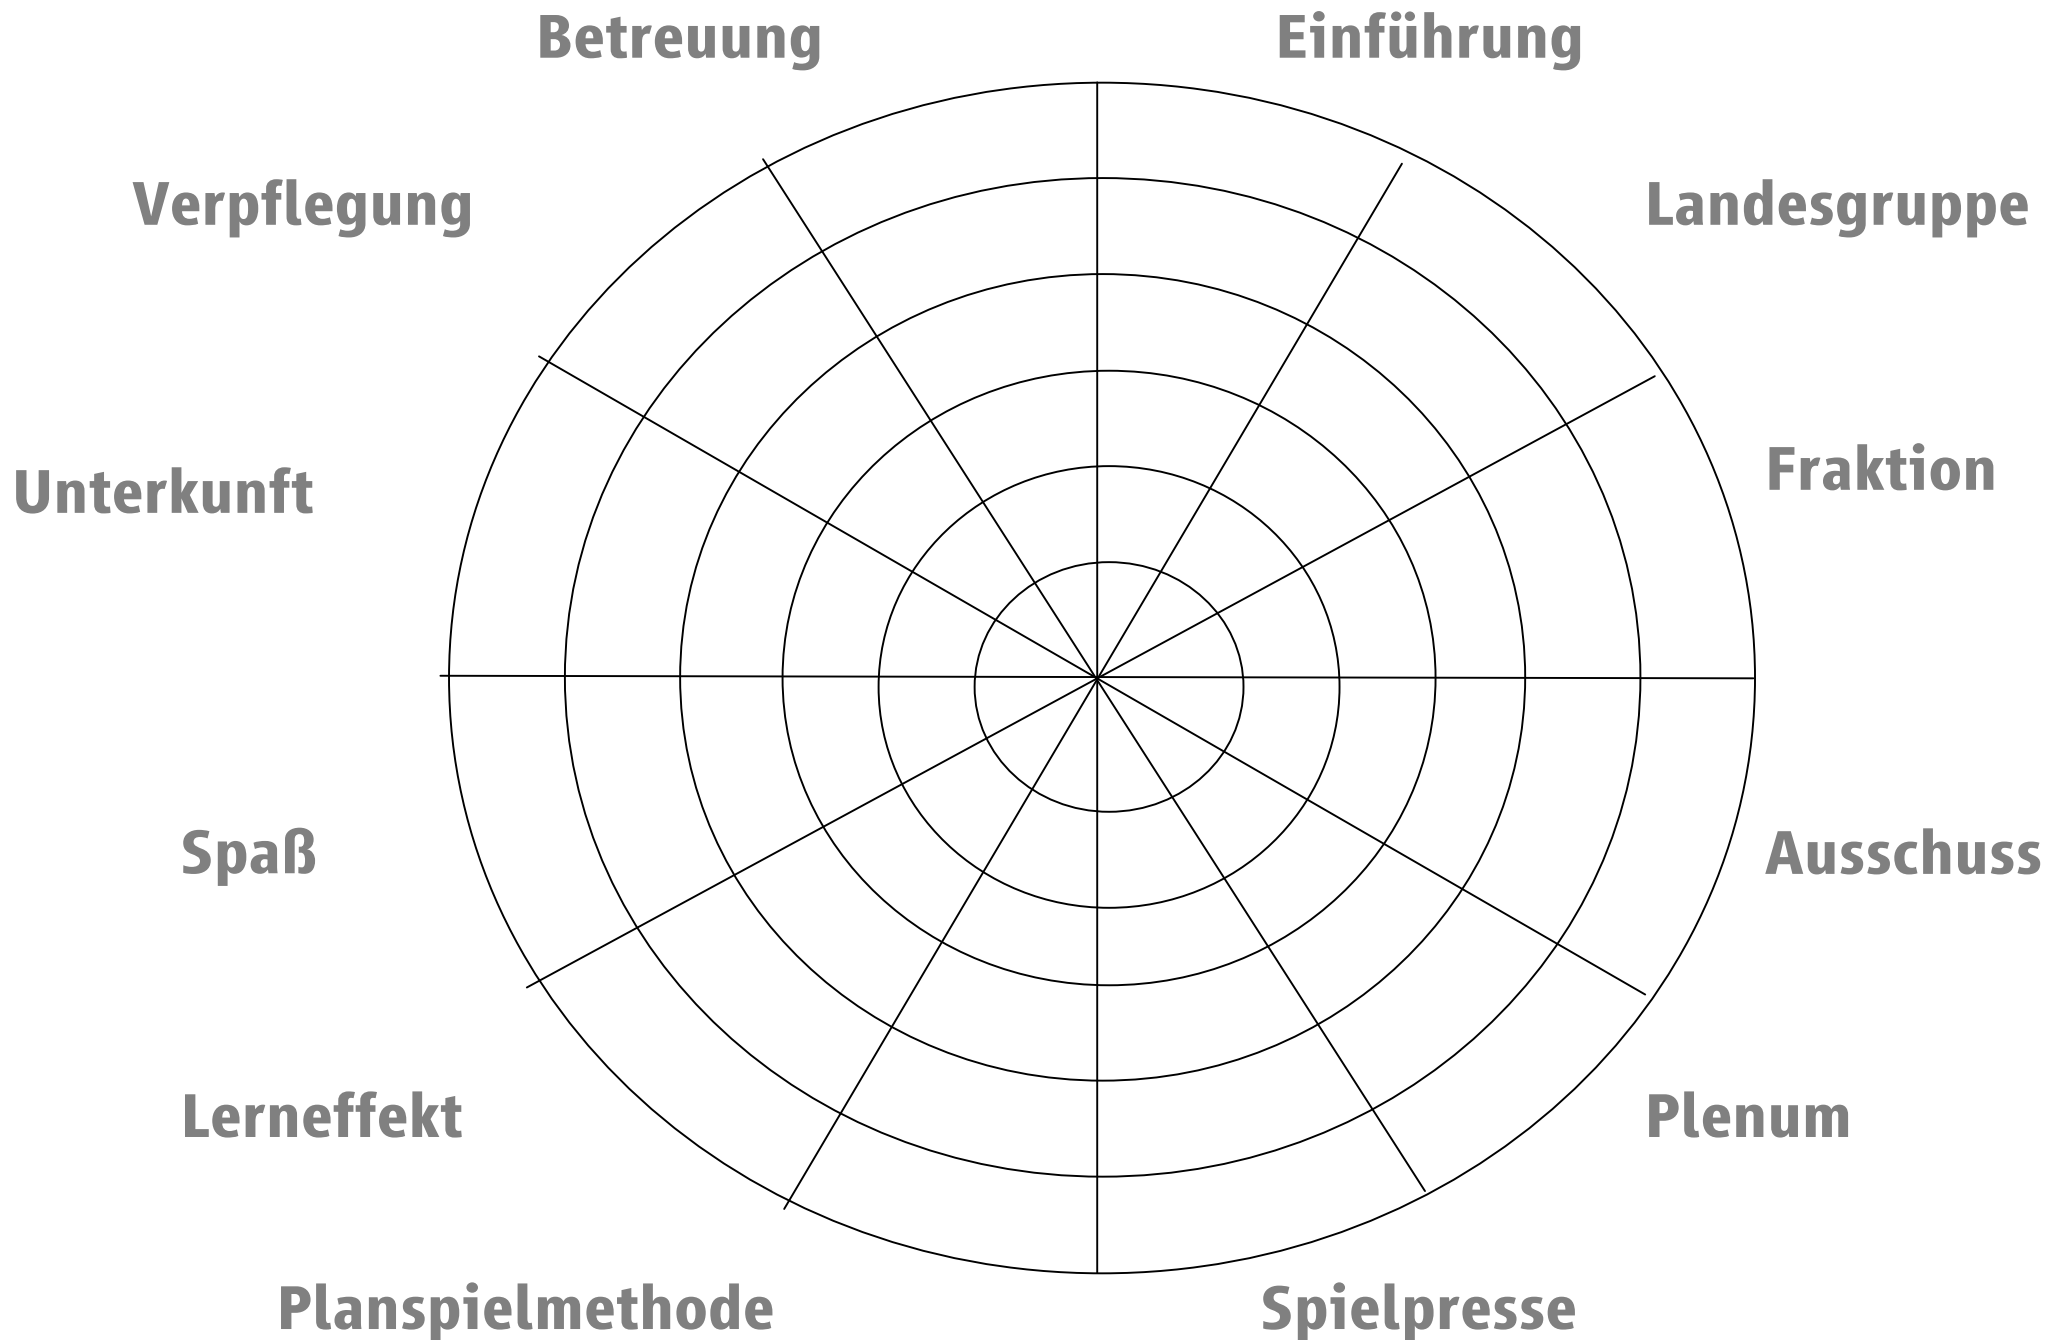 Betreuung
Einführung
Verpflegung
Landesgruppe
Unterkunft
Fraktion
Spaß
Ausschuss
Lerneffekt
Plenum
Planspielmethode
Spielpresse